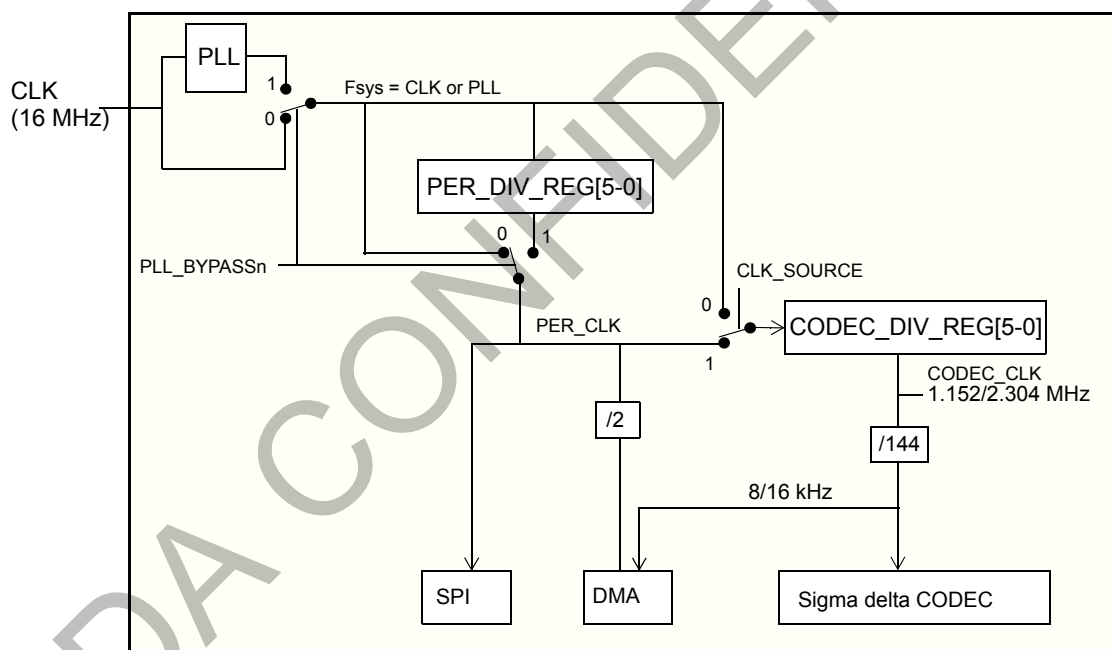 PLL
CLK
(16 MHz)
1
0
Fsys = CLK or PLL
PER_DIV_REG[5-0]
0
1
PLL_BYPASSn
CLK_SOURCE
0
1
PER_CLK
CODEC_DIV_REG[5-0]
CODEC_CLK
1.152/2.304 MHz
/2
/144
8/16 kHz
SPI
DMA
Sigma delta CODEC
DA CONFIDE